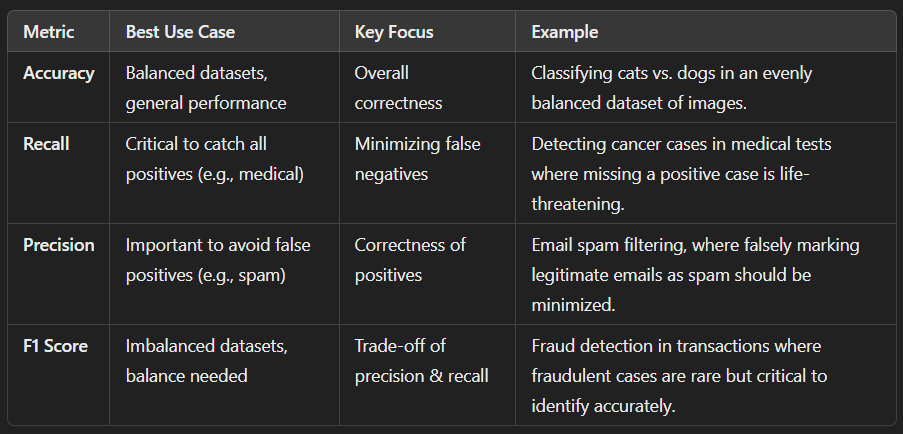 Metric Best Use Case Key Focus Example
Accuracy Balanced datasets, Overall Classifying cats vs. dogs in an evenly
general performance correctness balanced dataset of images.
Recall Critical to catch all Minimizing false Detecting cancer cases in medical tests
positives (e.g., medical) negatives where missing a positive case is life-
threatening.
Precision Important to avoid false Correctness of Email spam filtering, where falsely marking
positives (e.g., spam) positives legitimate emails as spam should be
minimized.
F1 Score Imbalanced datasets, Trade-off of Fraud detection in transactions where
balance needed precision & recall fraudulent cases are rare but critical to
identify accurately.